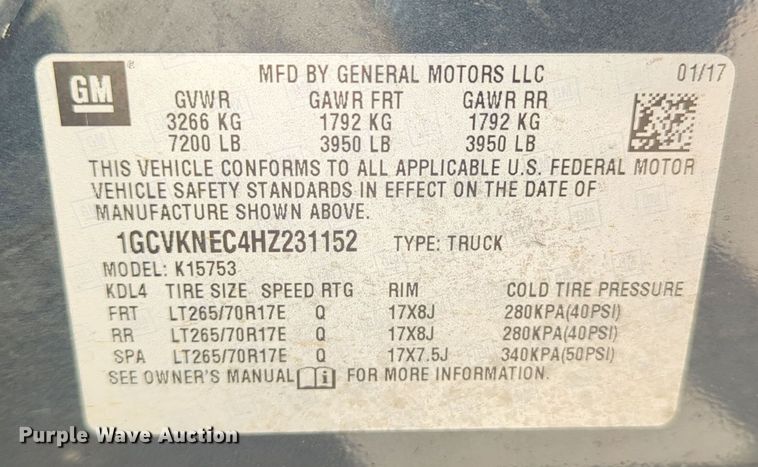 GM ® MFD BY GENERAL MOTORS LLC 01/17
GVWR GAWR FRT GAWR RR
3266 KG 1792 KG 1792 KG
7200 LB 3950 LB 3950 LB
THIS VEHICLE CONFORMS TO ALL APPLICABLE U.S. FEDERAL MOTOR
VEHICLE SAFETY STANDARDS IN EFFECT ON THE DATE OF
MANUFACTURE SHOWN ABOVE.
1GCVKNEC4HZ231152 TYPE: TRUCK
MODEL: K15753
KDL4 TIRE SIZE SPEED RTG RIM COLD TIRE PRESSURE
FRT LT265/70R17E Q 17X8J 280KPA(40PSI)
RR LT265/70R17E Q 17X8J 280KPA(40PSI)
SPA LT265/70R17E Q 17X7.5J 340KPA(50PSI)
SEE OWNER'S MANUAL FOR MORE INFORMATION.
Purple Wave Auction